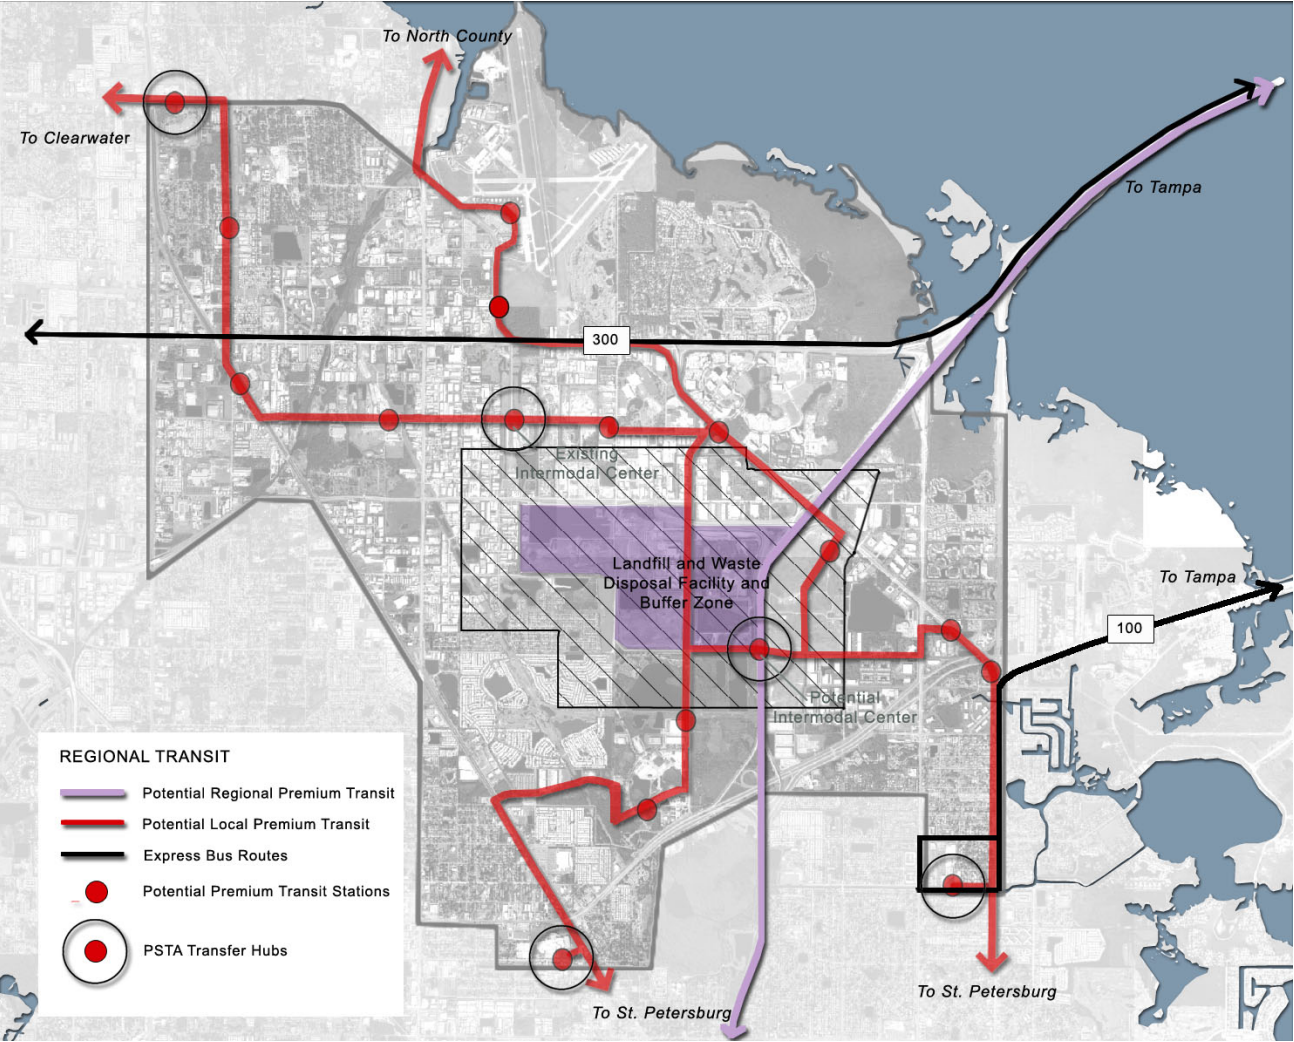 To North County
To Clearwater
To Tampa
300
Existing
Intermodal Center
Landfill and Waste
Disposal Facility and
Buffer Zone
To Tampa
100
Potential
Intermodal Center
REGIONAL TRANSIT
Potential Regional Premium Transit
Potential Local Premium Transit
Express Bus Routes
Potential Premium Transit Stations
PSTA Transfer Hubs
To St. Petersburg
To St. Petersburg